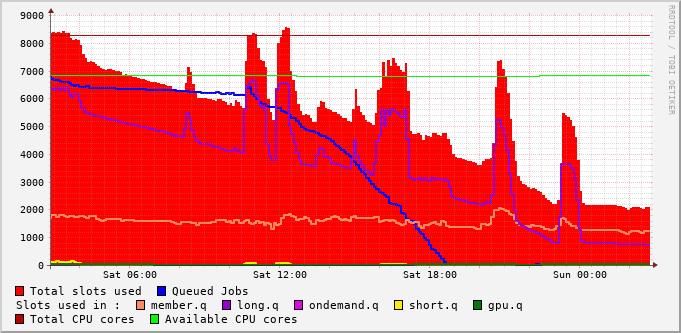 9000
8000
7000
6000
5000
4000
3000
2000
1000
0
Sat 06:00 Sat 12:00 Sat 18:00 Sun 00:00
RRDTOOL / TOBI OETIKER
Total slots used Queued Jobs
Slots used in : member.q long.q ondemand.q short.q gpu.q
Total CPU cores Available CPU cores